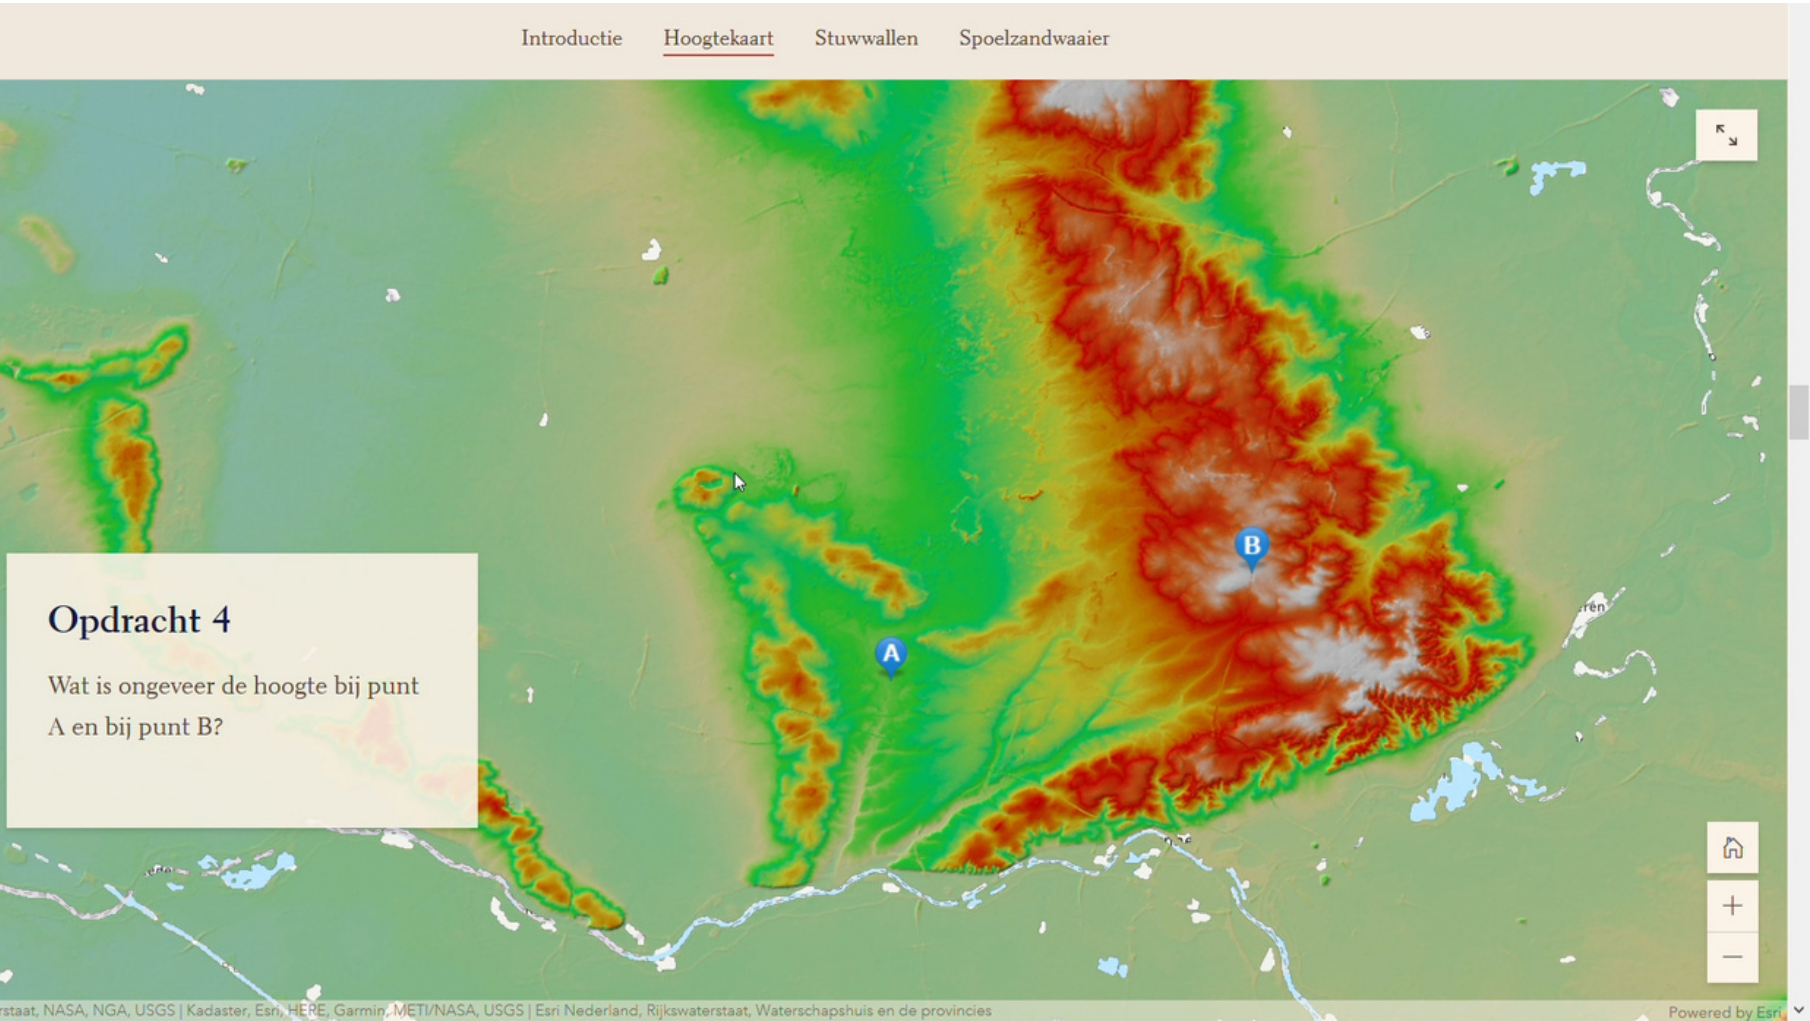 Introductie Hoogtekaart Stuwwallen Spoelzandwaaier
B
A
Opdracht 4
Wat is ongeveer de hoogte bij punt
A en bij punt B?
rstaat, NASA, NGA, USGS | Kadaster, Esri, HERE, Garmin, METI/NASA, USGS | Esri Nederland, Rijkswaterstaat, Waterschapshuis en de provincies
Powered by Esri